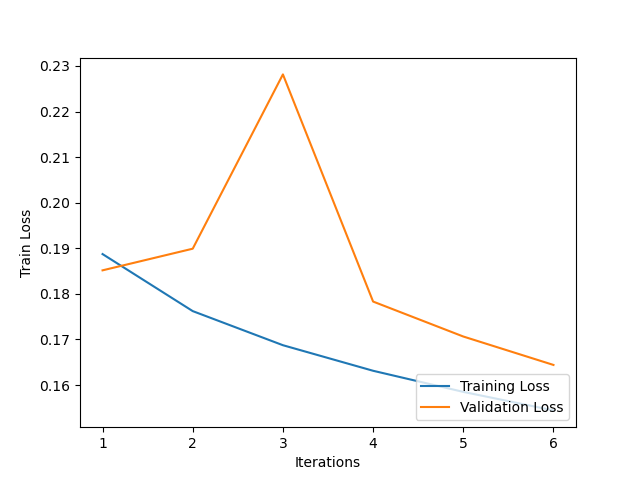 0.23
0.22
0.21
0.20
0.19
0.18
0.17
0.16
Train Loss
Training Loss
Validation Loss
1 2 3 4 5 6
Iterations